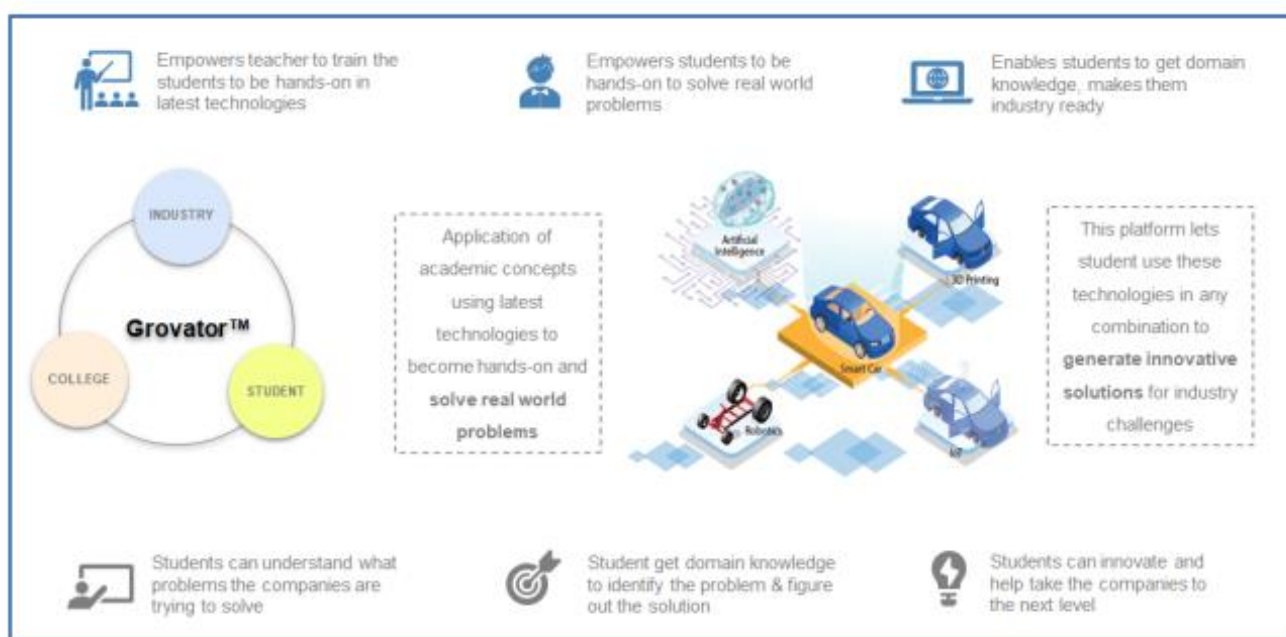 Empowers teacher to train the
students to be hands-on in
latest technologies
Empowers students to be
hands-on to solve real world
problems
Enables students to get domain
knowledge, makes them
industry ready
INDUSTRY
Grovator™
COLLEGE
STUDENT
Application of
academic concepts
using latest
technologies to
become hands-on and
solve real world
problems
Artificial
Intelligence
3D Printing
Smart Car
Robotics
IoT
This platform lets
student use these
technologies in any
combination to
generate innovative
solutions for industry
challenges
Students can understand what
problems the companies are
trying to solve
Student get domain knowledge
to identify the problem & figure
out the solution
Students can innovate and
help take the companies to
the next level